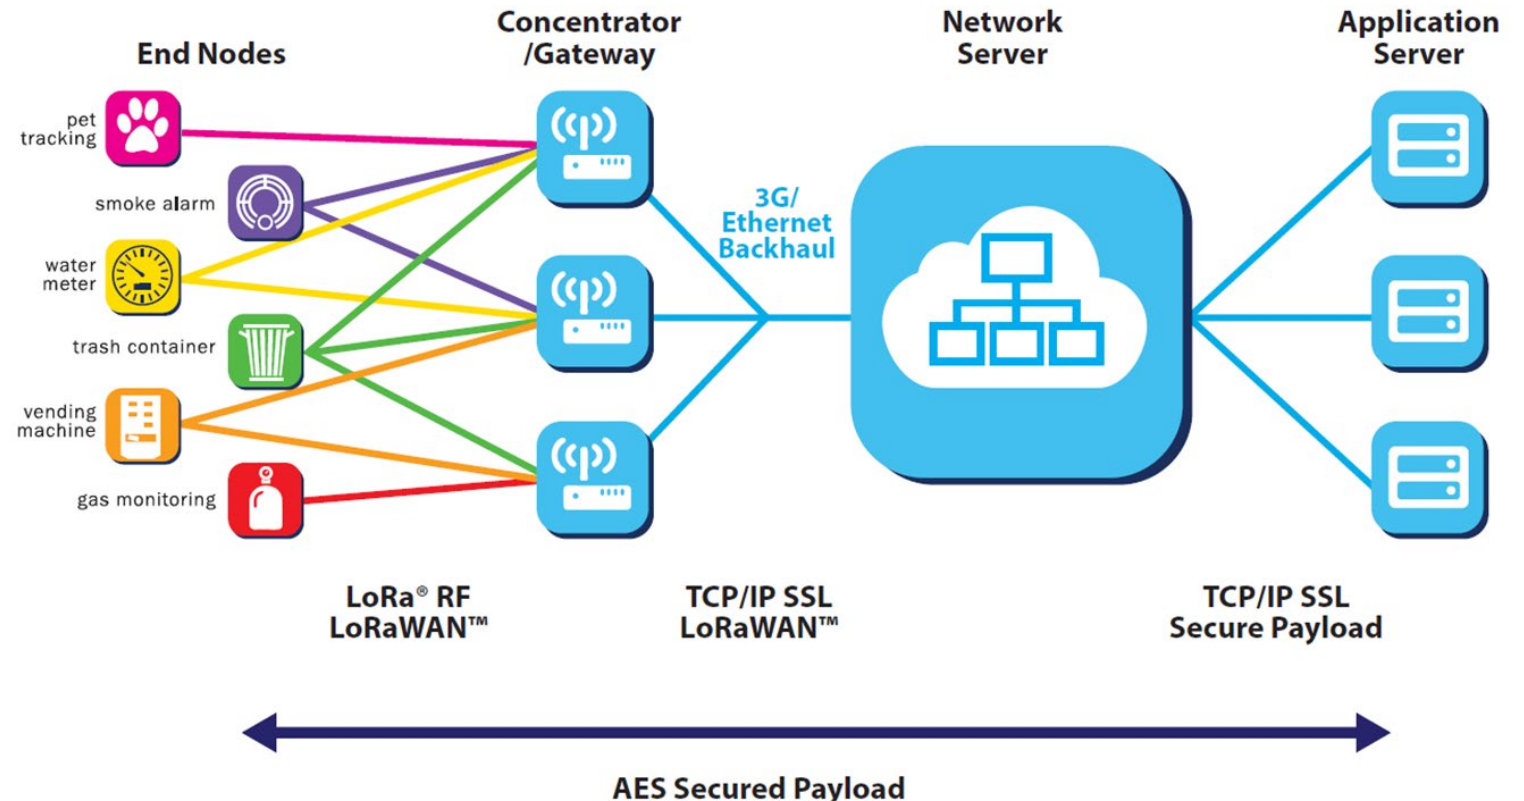 End Nodes
Concentrator
/Gateway
Network
Server
Application
Server
pet
tracking
smoke alarm
water
meter
trash container
vending
machine
gas monitoring
3G/
Ethernet
Backhaul
LoRa® RF
LoRaWAN™
TCP/IP SSL
LoRaWAN™
TCP/IP SSL
Secure Payload
AES Secured Payload